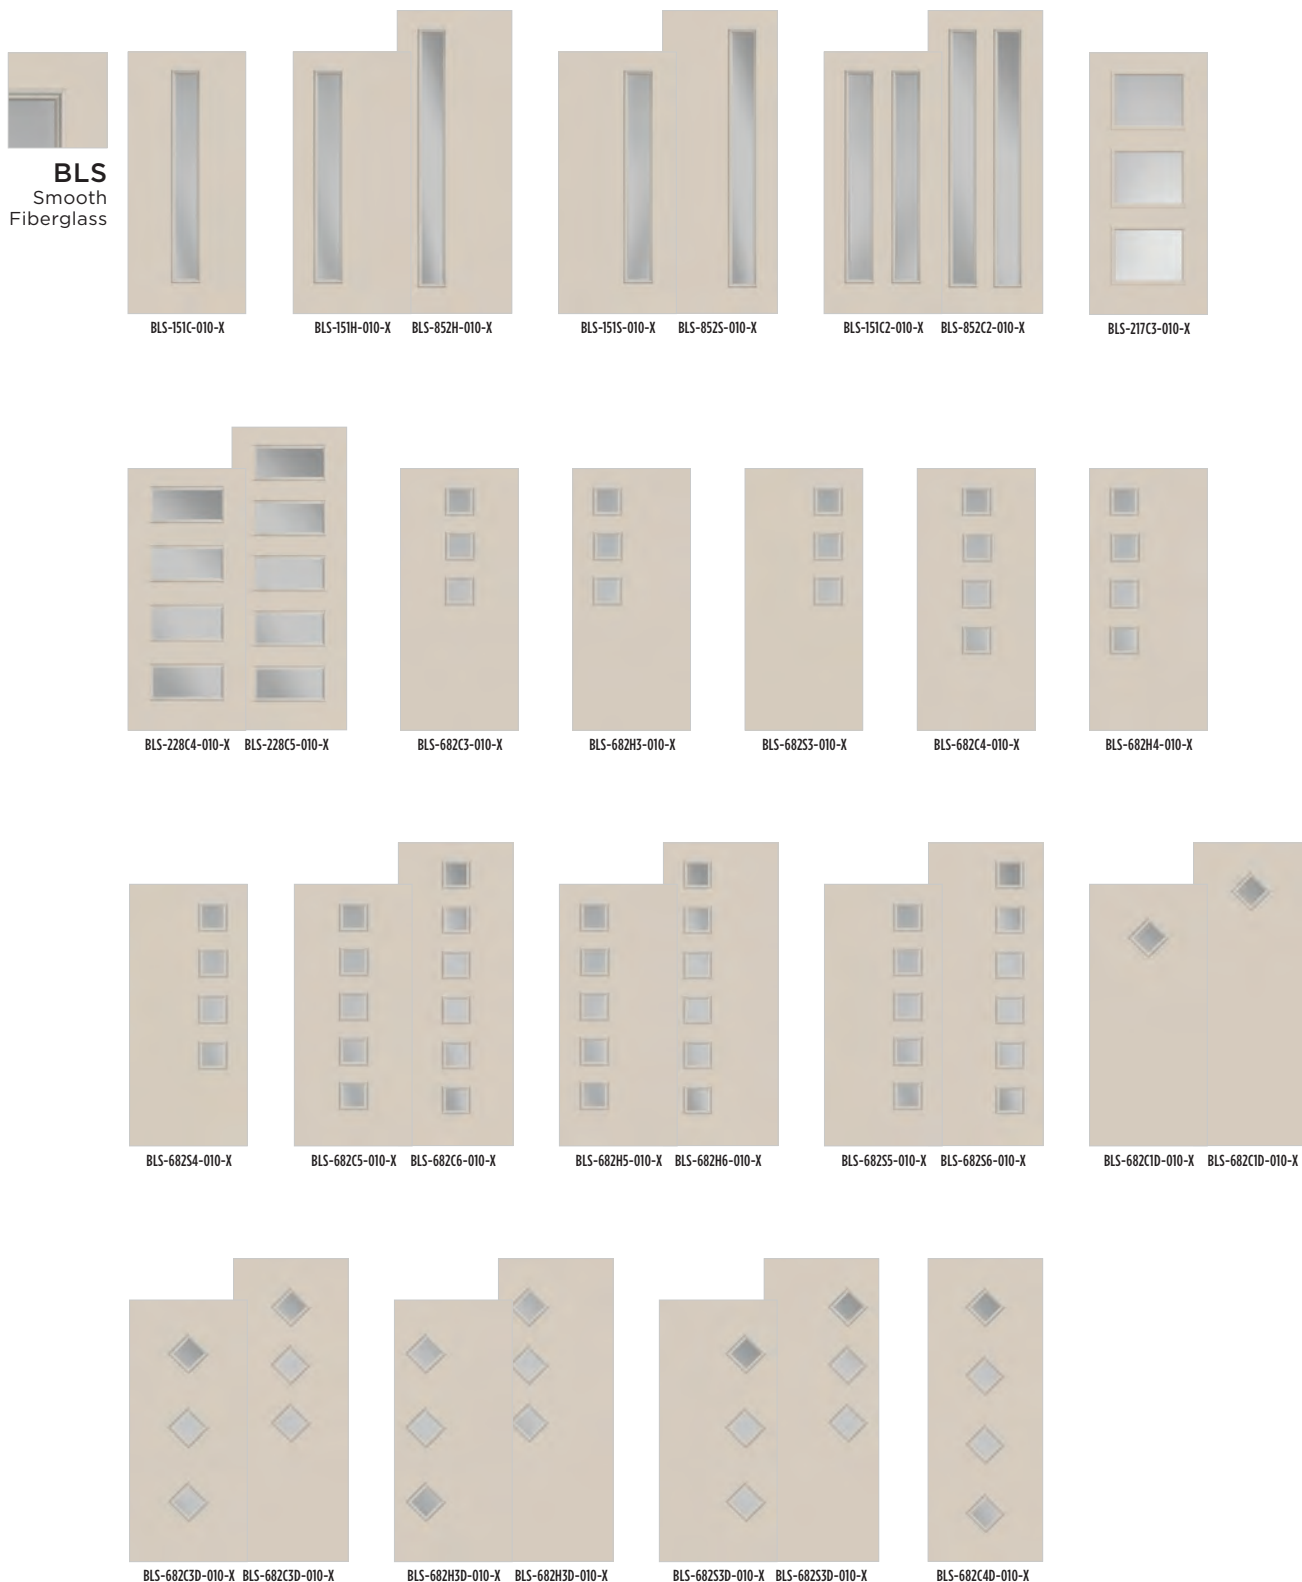 BLS
Smooth
Fiberglass
BLS-151C-010-X
BLS-151H-010-X
BLS-852H-010-X
BLS-151S-010-X
BLS-852S-010-X
BLS-151C2-010-X
BLS-852C2-010-X
BLS-217C3-010-X
BLS-228C4-010-X
BLS-228C5-010-X
BLS-682C3-010-X
BLS-682H3-010-X
BLS-682S3-010-X
BLS-682C4-010-X
BLS-682H4-010-X
BLS-682S4-010-X
BLS-682C5-010-X
BLS-682C6-010-X
BLS-682H5-010-X
BLS-682H6-010-X
BLS-682S5-010-X
BLS-682S6-010-X
BLS-682C1D-010-X
BLS-682C1D-010-X
BLS-682C3D-010-X
BLS-682C3D-010-X
BLS-682H3D-010-X
BLS-682H3D-010-X
BLS-682S3D-010-X
BLS-682S3D-010-X
BLS-682C4D-010-X